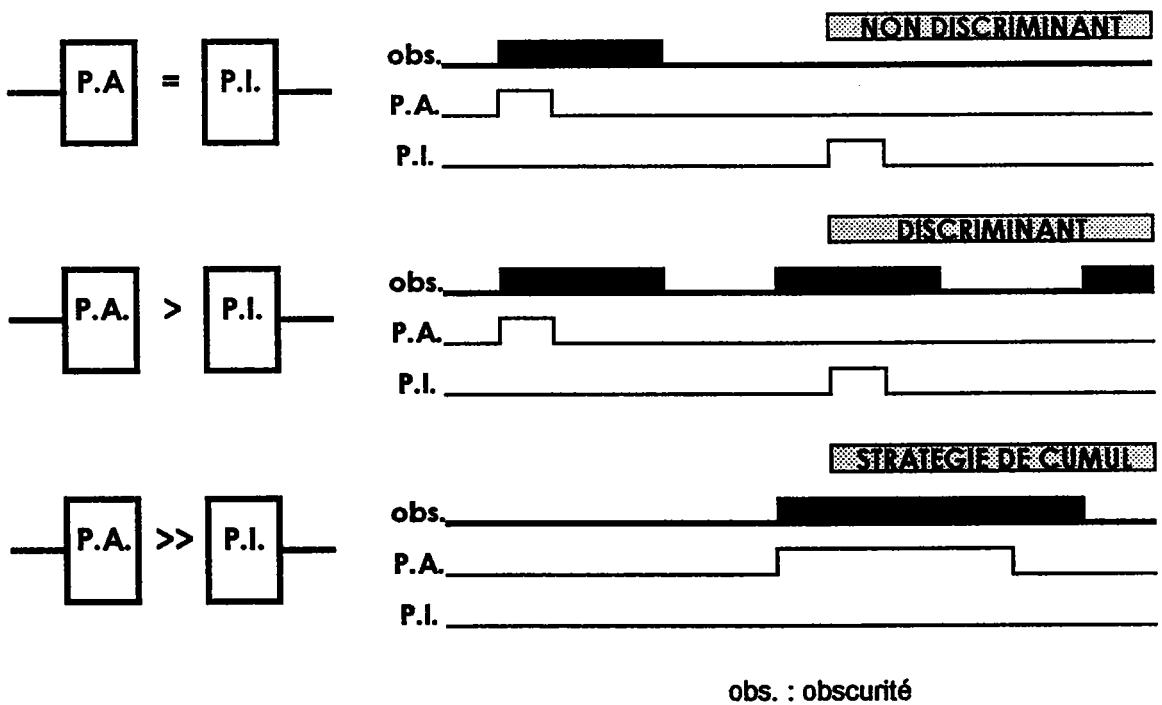 NON DISCRIMINANT
obs.
P.A = P.I.
P.A.
P.I.
DISCRIMINANT
obs.
P.A. > P.I.
P.A.
P.I.
STRATEGIE DE CUMUL
obs.
P.A. >> P.I.
P.A.
P.I.
obs. : obscurité